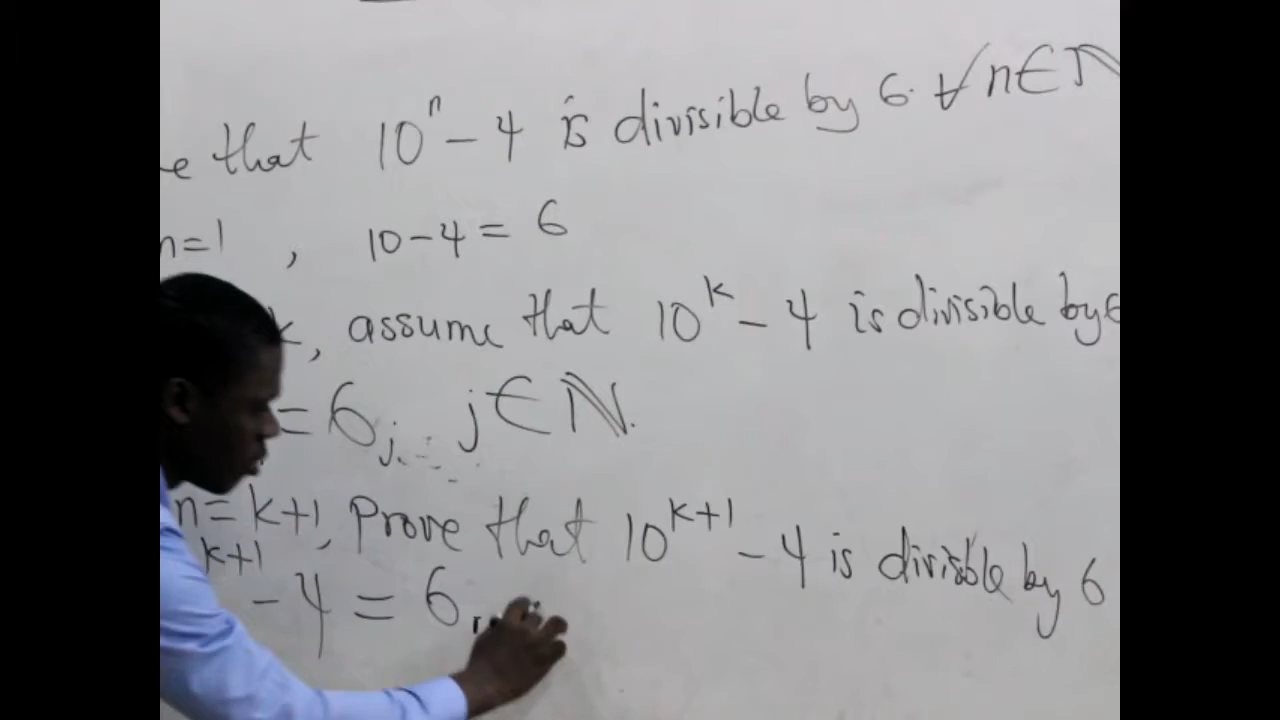 e that 10ⁿ - 4 is divisible by 6. ∀ n ∈ ℕ
n=1 , 10-4 = 6
k, assume that 10ᵏ - 4 is divisible by 6
= 6j, j ∈ ℕ.
n = k+1, Prove that 10ᵏ⁺¹ - 4 is divisible by 6
ᵏ⁺¹ - 4 = 6